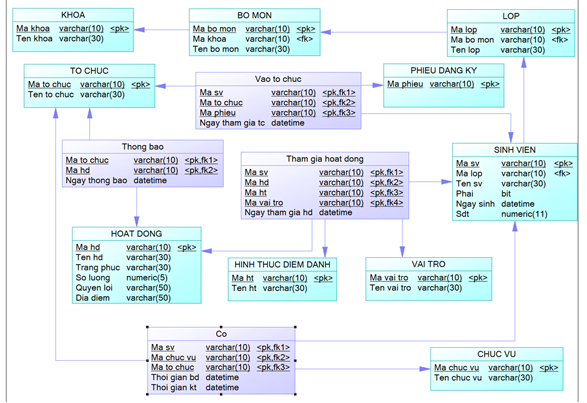 KHOA
Ma khoa varchar(10) <pk>
Ten khoa varchar(30)
BO MON
Ma bo mon varchar(10) <pk>
Ma khoa varchar(10) <fk>
Ten bo mon varchar(30)
LOP
Ma lop varchar(10) <pk>
Ma bo mon varchar(10) <fk>
Ten lop varchar(30)
TO CHUC
Ma to chuc varchar(10) <pk>
Ten to chuc varchar(30)
Vao to chuc
Ma sv varchar(10) <pk,fk1>
Ma to chuc varchar(10) <pk,fk2>
Ma phieu varchar(10) <pk,fk3>
Ngay tham gia tc datetime
PHIEU DANG KY
Ma phieu varchar(10) <pk>
Thong bao
Ma to chuc varchar(10) <pk,fk1>
Ma hd varchar(10) <pk,fk2>
Ngay thong bao datetime
Tham gia hoat dong
Ma sv varchar(10) <pk,fk1>
Ma hd varchar(10) <pk,fk2>
Ma ht varchar(10) <pk,fk3>
Ma vai tro varchar(10) <pk,fk4>
Ngay tham gia hd datetime
SINH VIEN
Ma sv varchar(10) <pk>
Ma lop varchar(10) <fk>
Ten sv varchar(30)
Phai bit
Ngay sinh datetime
Sdt numeric(11)
HOAT DONG
Ma hd varchar(10) <pk>
Ten hd varchar(30)
Trang phuc varchar(30)
So luong numeric(5)
Quyen loi varchar(50)
Dia diem varchar(50)
HINH THUC DIEM DANH
Ma ht varchar(10) <pk>
Ten ht varchar(30)
VAI TRO
Ma vai tro varchar(10) <pk>
Ten vai tro varchar(30)
Co
Ma sv varchar(10) <pk,fk1>
Ma chuc vu varchar(10) <pk,fk2>
Ma to chuc varchar(10) <pk,fk3>
Thoi gian bd datetime
Thoi gian kt datetime
CHUC VU
Ma chuc vu varchar(10) <pk>
Ten chuc vu varchar(30)